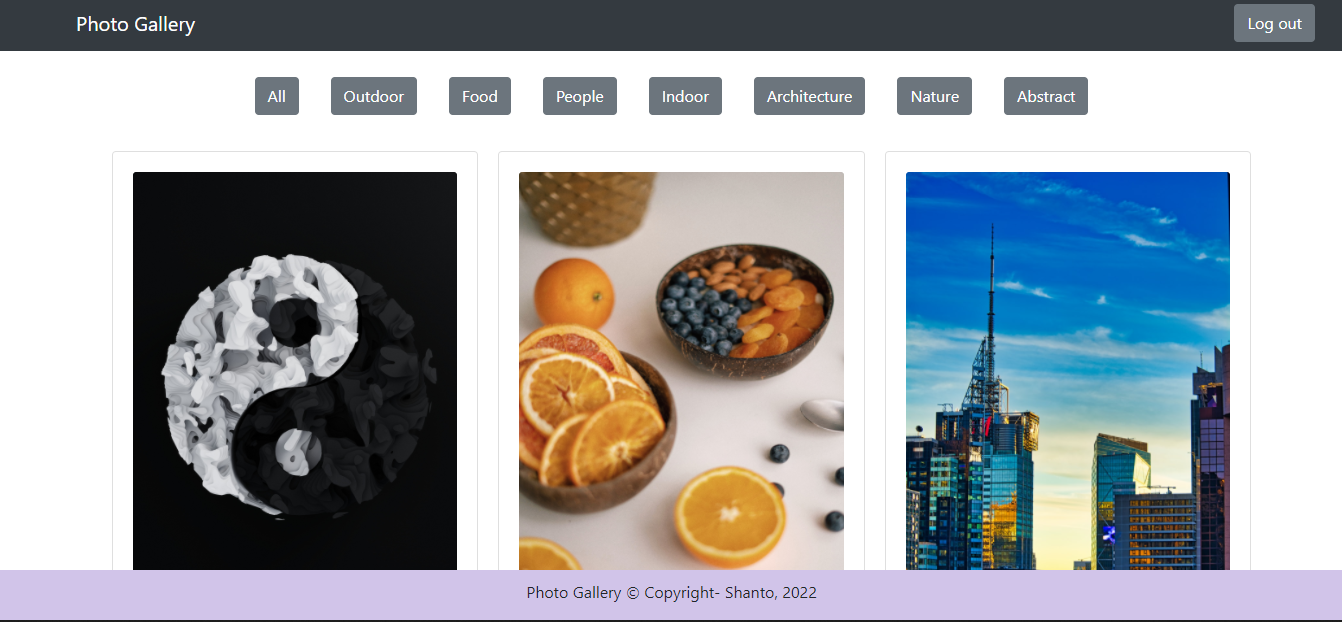 Photo Gallery
Log out
All
Outdoor
Food
People
Indoor
Architecture
Nature
Abstract
Photo Gallery © Copyright- Shanto, 2022